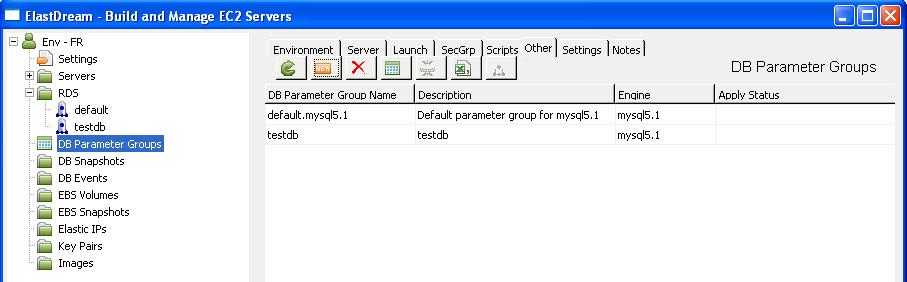 ElastDream - Build and Manage EC2 Servers
Env - FR
Settings
Servers
RDS
default
testdb
DB Parameter Groups
DB Snapshots
DB Events
EBS Volumes
EBS Snapshots
Elastic IPs
Key Pairs
Images
Environment Server Launch SecGrp Scripts Other Settings Notes
NEW
DB Parameter Groups
DB Parameter Group Name Description Engine Apply Status
default.mysql5.1 Default parameter group for mysql5.1 mysql5.1
testdb testdb mysql5.1